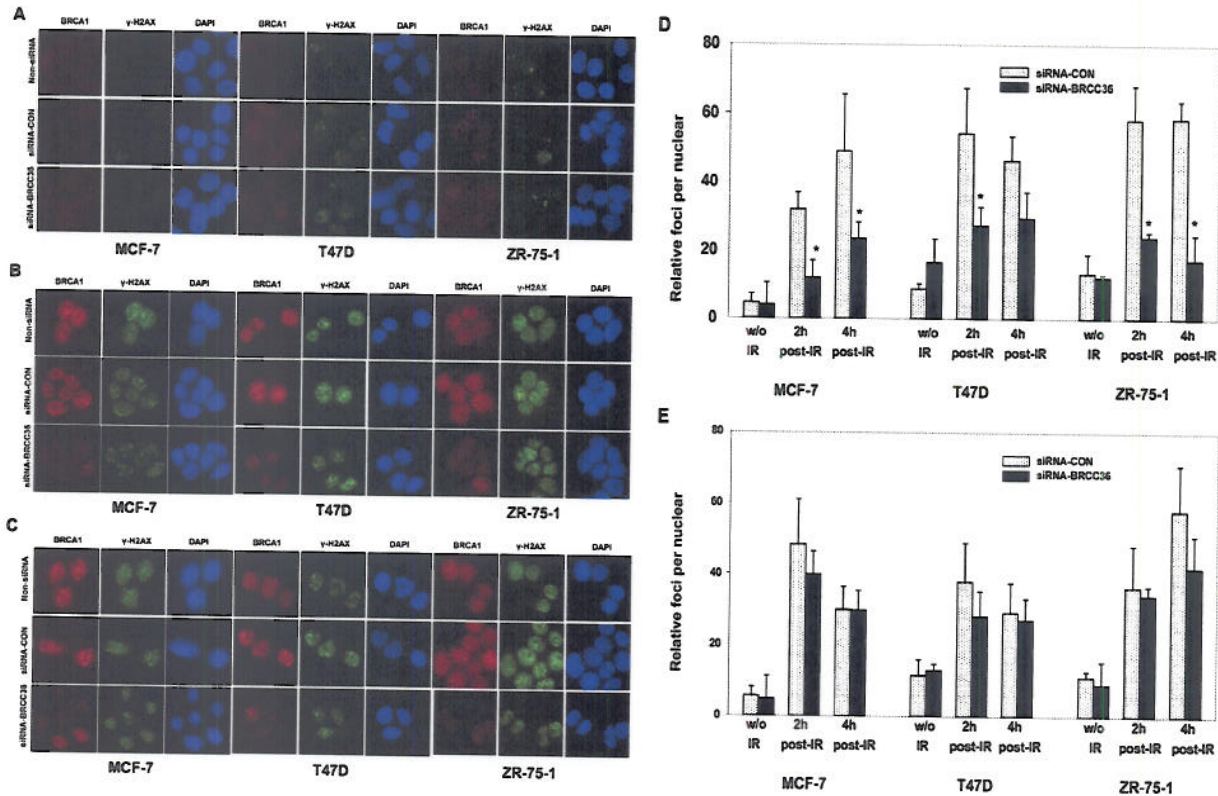 A
BRCA1 γ-H2AX DAPI BRCA1 γ-H2AX DAPI BRCA1 γ-H2AX DAPI
Non-siRNA
siRNA-CON
siRNA-BRCC36
MCF-7 T47D ZR-75-1
B
BRCA1 γ-H2AX DAPI BRCA1 γ-H2AX DAPI BRCA1 γ-H2AX DAPI
Non-siRNA
siRNA-CON
siRNA-BRCC36
MCF-7 T47D ZR-75-1
C
BRCA1 γ-H2AX DAPI BRCA1 γ-H2AX DAPI BRCA1 γ-H2AX DAPI
Non-siRNA
siRNA-CON
siRNA-BRCC36
MCF-7 T47D ZR-75-1
D
Relative foci per nuclear
80
60
40
20
0
siRNA-CON
siRNA-BRCC36
* * * * *
w/o 2h 4h w/o 2h 4h w/o 2h 4h
IR post-IR post-IR IR post-IR post-IR IR post-IR post-IR
MCF-7 T47D ZR-75-1
E
Relative foci per nuclear
80
60
40
20
0
siRNA-CON
siRNA-BRCC36
w/o 2h 4h w/o 2h 4h w/o 2h 4h
IR post-IR post-IR IR post-IR post-IR IR post-IR post-IR
MCF-7 T47D ZR-75-1